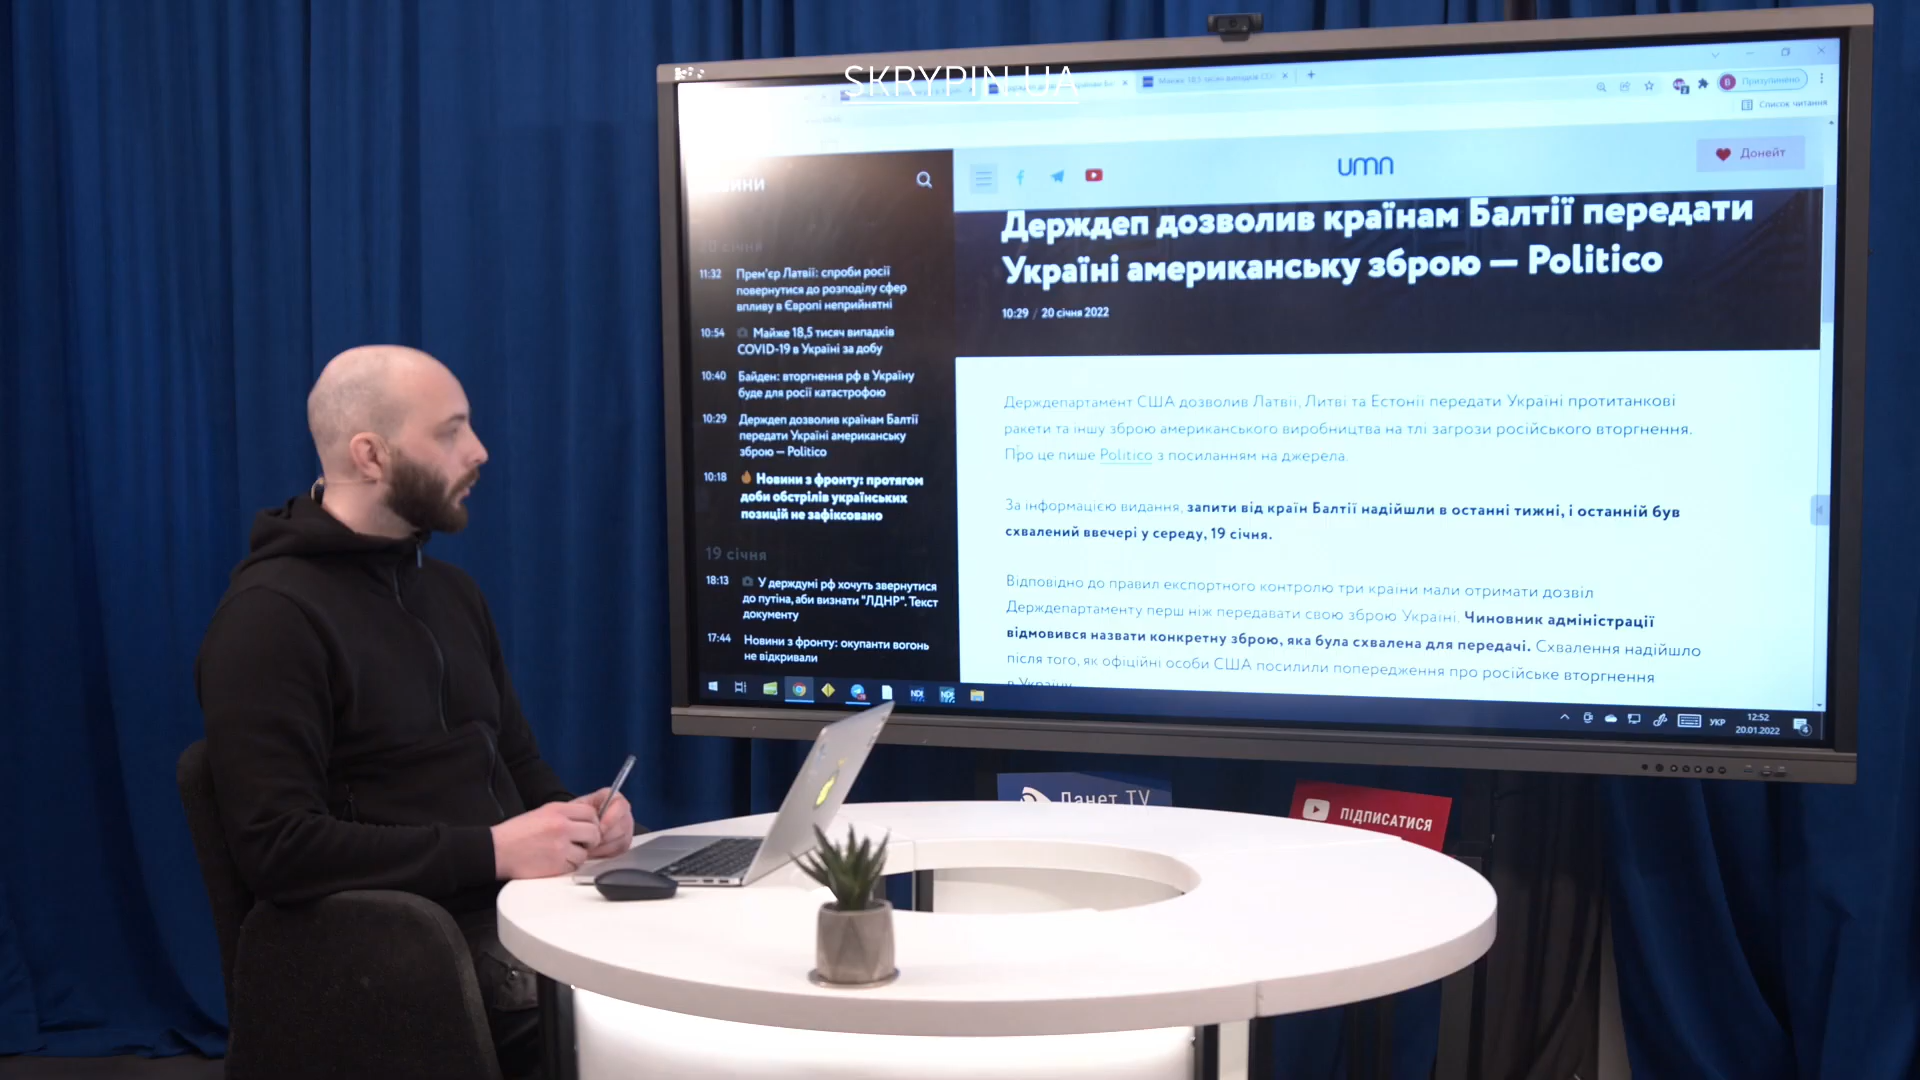 SKRYPIN.UA
Призупинено
Список читання
umn
Донейт
11:32 Прем'єр Латвії: спроби росії
повернутися до розподілу сфер
впливу в Європі неприйнятні
10:54 Майже 18,5 тисяч випадків
COVID-19 в Україні за добу
10:40 Байден: вторгнення рф в Україну
буде для росії катастрофою
10:29 Держдеп дозволив країнам Балтії
передати Україні американську
зброю — Politico
10:18 Новини з фронту: протягом
доби обстрілів українських
позицій не зафіксовано
19 січня
18:13 У держдумі рф хочуть звернутися
до путіна, аби визнати "ЛДНР". Текст
документу
17:44 Новини з фронту: окупанти вогонь
не відкривали
Держдеп дозволив країнам Балтії передати
Україні американську зброю — Politico
10:29 / 20 січня 2022
Держдепартамент США дозволив Латвії, Литві та Естонії передати Україні протитанкові
ракети та іншу зброю американського виробництва на тлі загрози російського вторгнення.
Про це пише Politico з посиланням на джерела.
За інформацією видання, запити від країн Балтії надійшли в останні тижні, і останній був
схвалений ввечері у середу, 19 січня.
Відповідно до правил експортного контролю три країни мали отримати дозвіл
Держдепартаменту перш ніж передавати свою зброю Україні. Чиновник адміністрації
відмовився назвати конкретну зброю, яка була схвалена для передачі. Схвалення надійшло
після того, як офіційні особи США посилили попередження про російське вторгнення
в Україну
УКР
12:52
20.01.2022
TV
ПІДПИСАТИСЯ